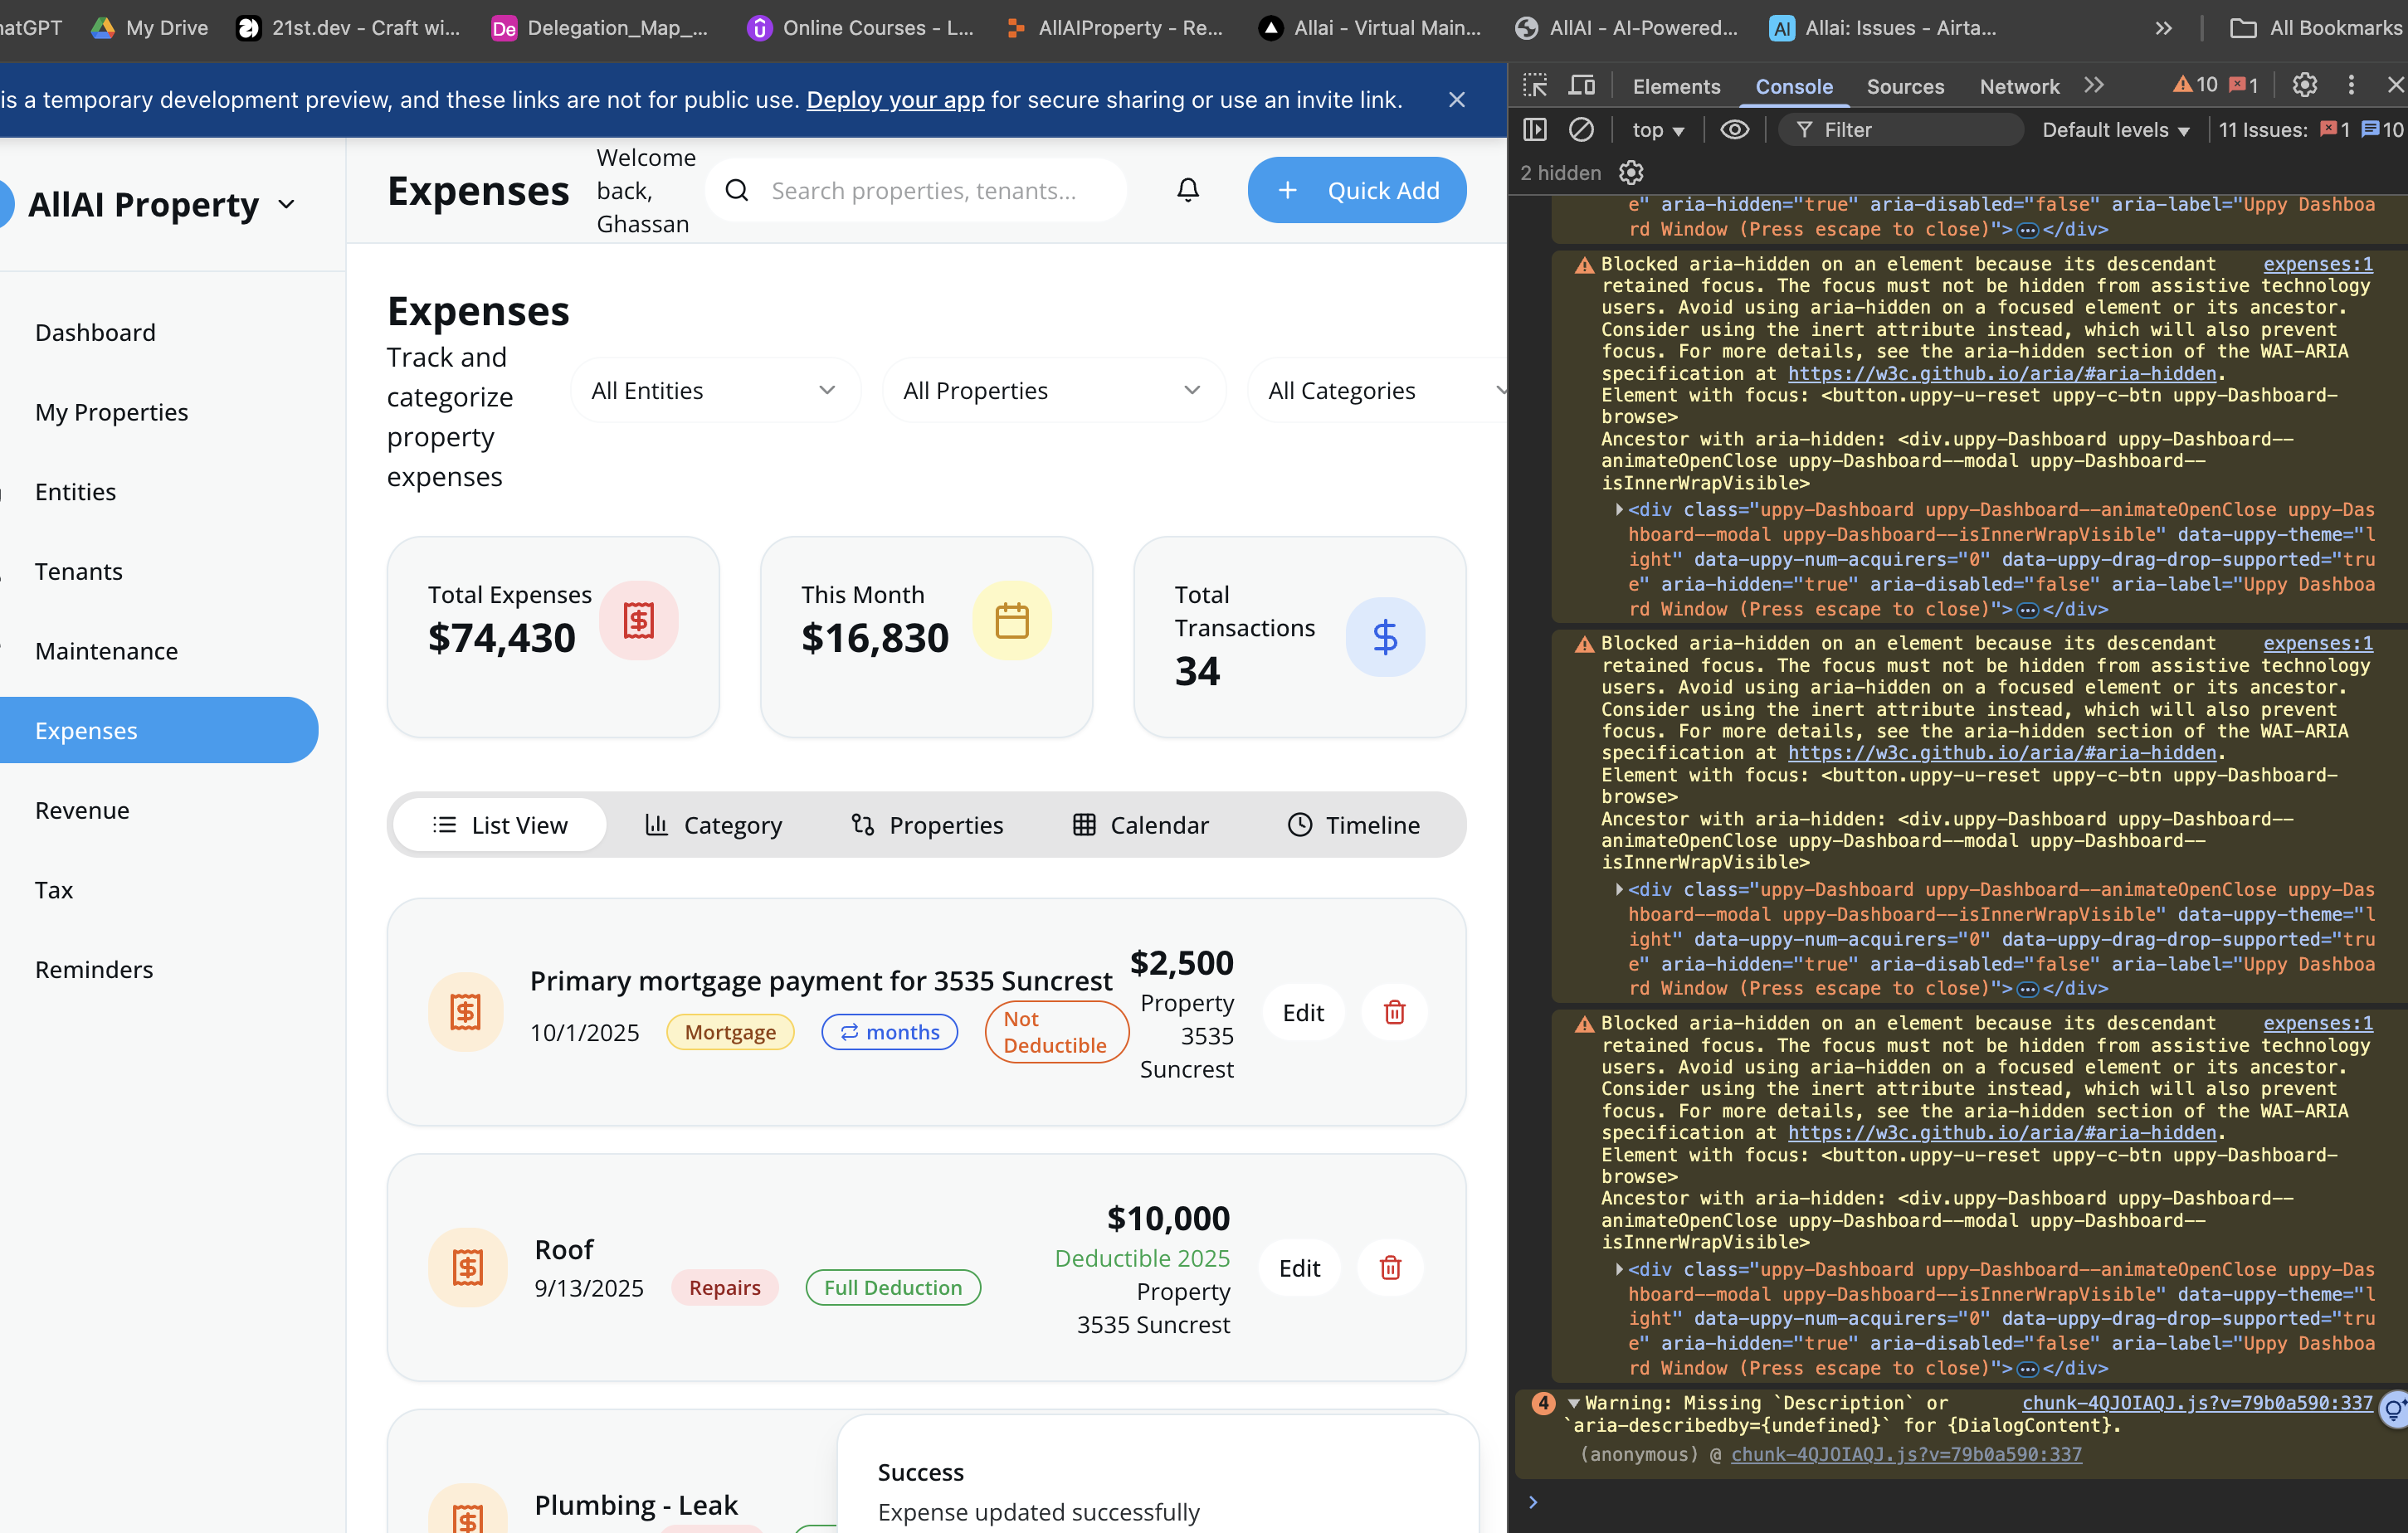 hatGPT
My Drive
21st.dev - Craft wi...
De
Delegation_Map_...
Online Courses - L...
AllAIProperty - Re...
Allai - Virtual Main...
AllAI - AI-Powered...
AI
Allai: Issues - Airta...
»
All Bookmarks
is a temporary development preview, and these links are not for public use. Deploy your app for secure sharing or use an invite link.
AllAI Property
Dashboard
My Properties
Entities
Tenants
Maintenance
Expenses
Revenue
Tax
Reminders
Expenses
Welcome
back,
Ghassan
Search properties, tenants...
+ Quick Add
Expenses
Track and
categorize
property
expenses
All Entities
All Properties
All Categories
Total Expenses
$74,430
This Month
$16,830
Total
Transactions
34
List View
Category
Properties
Calendar
Timeline
Primary mortgage payment for 3535 Suncrest
10/1/2025
Mortgage
months
Not
Deductible
$2,500
Property
3535
Suncrest
Edit
Roof
9/13/2025
Repairs
Full Deduction
$10,000
Deductible 2025
Property
3535 Suncrest
Edit
Plumbing - Leak
Success
Expense updated successfully
Elements
Console
Sources
Network
»
10
1
top
Filter
Default levels
11 Issues: 1 10
2 hidden
e" aria-hidden="true" aria-disabled="false" aria-label="Uppy Dashboa
rd Window (Press escape to close)">…</div>
Blocked aria-hidden on an element because its descendant expenses:1
retained focus. The focus must not be hidden from assistive technology
users. Avoid using aria-hidden on a focused element or its ancestor.
Consider using the inert attribute instead, which will also prevent
focus. For more details, see the aria-hidden section of the WAI-ARIA
specification at https://w3c.github.io/aria/#aria-hidden.
Element with focus: <button.uppy-u-reset uppy-c-btn uppy-Dashboard-
browse>
Ancestor with aria-hidden: <div.uppy-Dashboard uppy-Dashboard--
animateOpenClose uppy-Dashboard--modal uppy-Dashboard--
isInnerWrapVisible>
<div class="uppy-Dashboard uppy-Dashboard--animateOpenClose uppy-Das
hboard--modal uppy-Dashboard--isInnerWrapVisible" data-uppy-theme="l
ight" data-uppy-num-acquirers="0" data-uppy-drag-drop-supported="tru
e" aria-hidden="true" aria-disabled="false" aria-label="Uppy Dashboa
rd Window (Press escape to close)">…</div>
Blocked aria-hidden on an element because its descendant expenses:1
retained focus. The focus must not be hidden from assistive technology
users. Avoid using aria-hidden on a focused element or its ancestor.
Consider using the inert attribute instead, which will also prevent
focus. For more details, see the aria-hidden section of the WAI-ARIA
specification at https://w3c.github.io/aria/#aria-hidden.
Element with focus: <button.uppy-u-reset uppy-c-btn uppy-Dashboard-
browse>
Ancestor with aria-hidden: <div.uppy-Dashboard uppy-Dashboard--
animateOpenClose uppy-Dashboard--modal uppy-Dashboard--
isInnerWrapVisible>
<div class="uppy-Dashboard uppy-Dashboard--animateOpenClose uppy-Das
hboard--modal uppy-Dashboard--isInnerWrapVisible" data-uppy-theme="l
ight" data-uppy-num-acquirers="0" data-uppy-drag-drop-supported="tru
e" aria-hidden="true" aria-disabled="false" aria-label="Uppy Dashboa
rd Window (Press escape to close)">…</div>
Blocked aria-hidden on an element because its descendant expenses:1
retained focus. The focus must not be hidden from assistive technology
users. Avoid using aria-hidden on a focused element or its ancestor.
Consider using the inert attribute instead, which will also prevent
focus. For more details, see the aria-hidden section of the WAI-ARIA
specification at https://w3c.github.io/aria/#aria-hidden.
Element with focus: <button.uppy-u-reset uppy-c-btn uppy-Dashboard-
browse>
Ancestor with aria-hidden: <div.uppy-Dashboard uppy-Dashboard--
animateOpenClose uppy-Dashboard--modal uppy-Dashboard--
isInnerWrapVisible>
<div class="uppy-Dashboard uppy-Dashboard--animateOpenClose uppy-Das
hboard--modal uppy-Dashboard--isInnerWrapVisible" data-uppy-theme="l
ight" data-uppy-num-acquirers="0" data-uppy-drag-drop-supported="tru
e" aria-hidden="true" aria-disabled="false" aria-label="Uppy Dashboa
rd Window (Press escape to close)">…</div>
4 Warning: Missing `Description` or chunk-4QJOIAQJ.js?v=79b0a590:337
`aria-describedby={undefined}` for {DialogContent}.
(anonymous) @ chunk-4QJOIAQJ.js?v=79b0a590:337